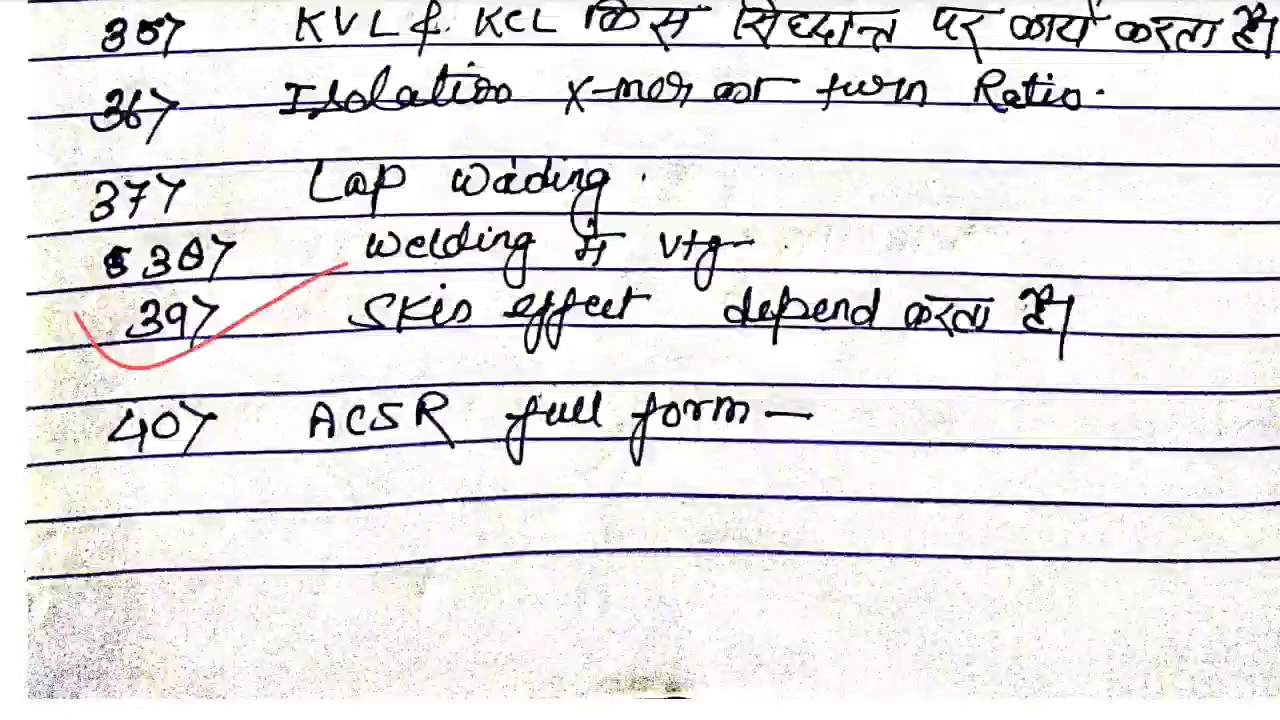 35> KVL & KCL किस सिध्दान्त पर कार्य करता है।
36> Isolation X-mer का turn Ratio.
37> Lap wäding.
38> welding में vtg-
39> Skin effect depend करता है।
40> ACSR full form —